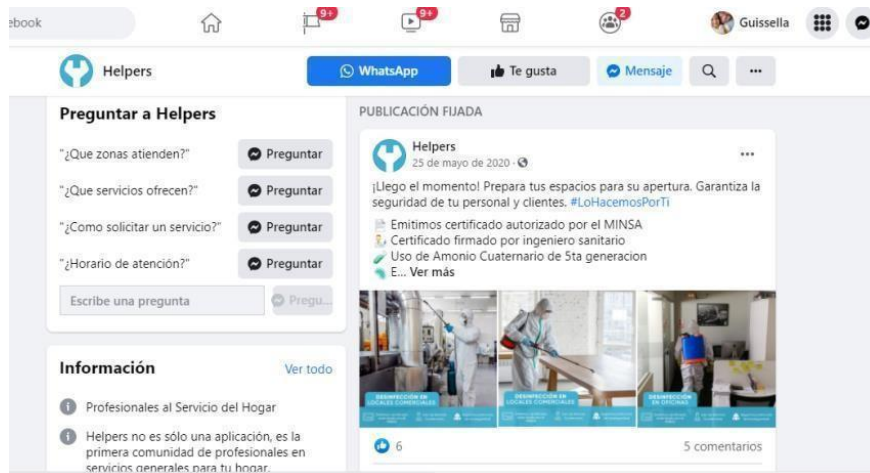 ebook
9+
9+
2
Guissella
Helpers
WhatsApp
Te gusta
Mensaje
Preguntar a Helpers
"¿Que zonas atienden?"
Preguntar
"¿Que servicios ofrecen?"
Preguntar
"¿Como solicitar un servicio?"
Preguntar
"¿Horario de atención?"
Preguntar
Escribe una pregunta
Pregu...
Información
Ver todo
Profesionales al Servicio del Hogar
Helpers no es sólo una aplicación, es la
primera comunidad de profesionales en
servicios generales para tu hogar.
PUBLICACIÓN FIJADA
Helpers
25 de mayo de 2020 ·
¡Llego el momento! Prepara tus espacios para su apertura. Garantiza la
seguridad de tu personal y clientes. #LoHacemosPorTi
Emitimos certificado autorizado por el MINSA
Certificado firmado por ingeniero sanitario
Uso de Amonio Cuaternario de 5ta generacion
E... Ver más
DESINFECCIÓN EN
LOCALES COMERCIALES
DESINFECCIÓN EN
LOCALES COMERCIALES
DESINFECCIÓN
EN OFICINAS
6
5 comentarios